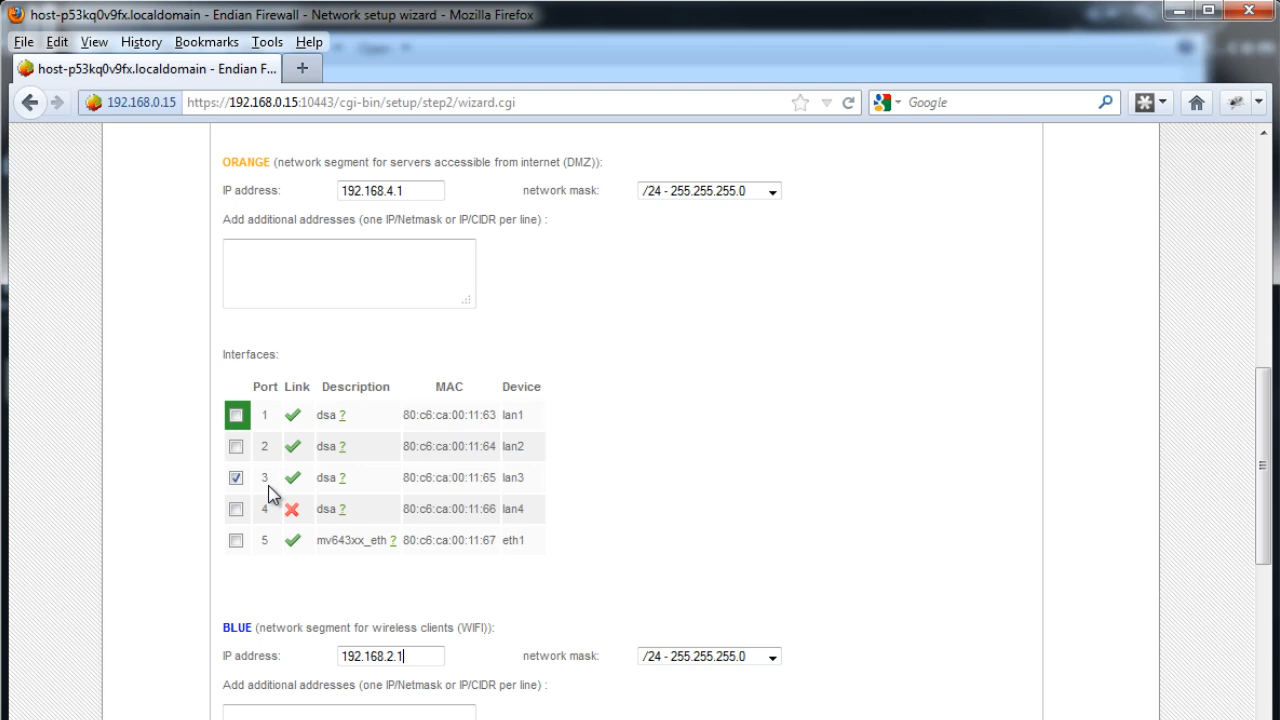 host-p53kq0v9fx.localdomain - Endian Firewall - Network setup wizard - Mozilla Firefox
File Edit View History Bookmarks Tools Help
host-p53kq0v9fx.localdomain - Endian F... +
192.168.0.15 https://192.168.0.15:10443/cgi-bin/setup/step2/wizard.cgi Google
ORANGE (network segment for servers accessible from internet (DMZ)):
IP address: 192.168.4.1 network mask: /24 - 255.255.255.0
Add additional addresses (one IP/Netmask or IP/CIDR per line) :
Interfaces:
Port Link Description MAC Device
1 dsa ? 80:c6:ca:00:11:63 lan1
2 dsa ? 80:c6:ca:00:11:64 lan2
3 dsa ? 80:c6:ca:00:11:65 lan3
4 dsa ? 80:c6:ca:00:11:66 lan4
5 mv643xx_eth ? 80:c6:ca:00:11:67 eth1
BLUE (network segment for wireless clients (WIFI)):
IP address: 192.168.2.1 network mask: /24 - 255.255.255.0
Add additional addresses (one IP/Netmask or IP/CIDR per line) :